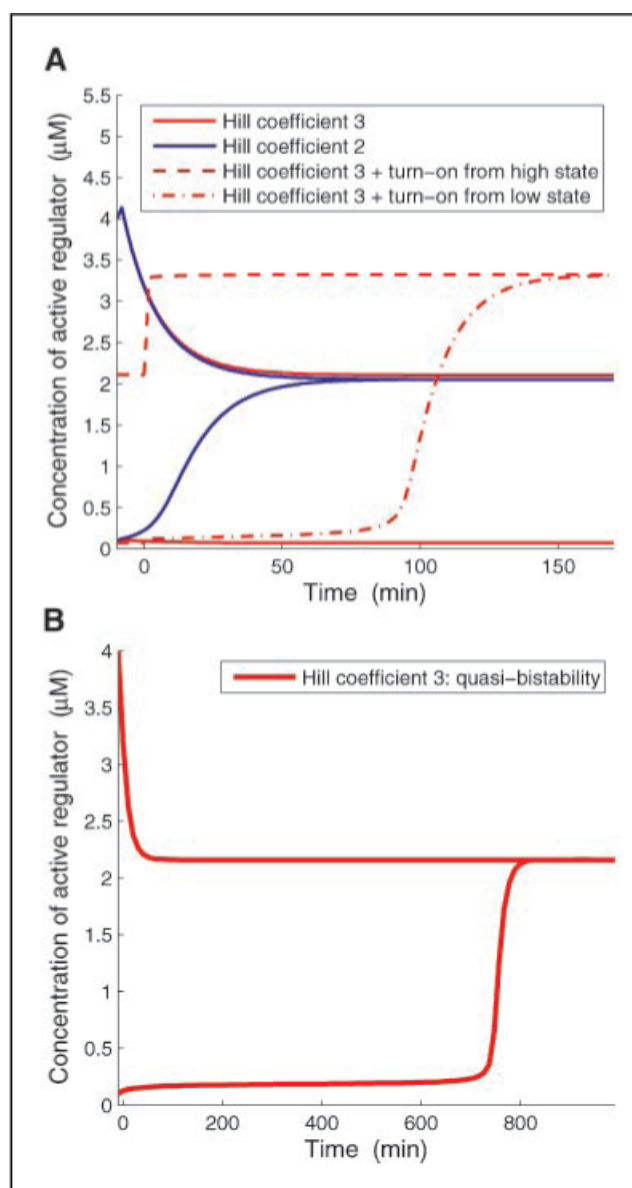 A
Concentration of active regulator (μM)
5.5
5
4.5
4
3.5
3
2.5
2
1.5
1
0.5
0
Hill coefficient 3
Hill coefficient 2
Hill coefficient 3 + turn-on from high state
Hill coefficient 3 + turn-on from low state
0 50 100 150
Time (min)
B
Concentration of active regulator (μM)
4
3.5
3
2.5
2
1.5
1
0.5
0
Hill coefficient 3: quasi-bistability
0 200 400 600 800
Time (min)